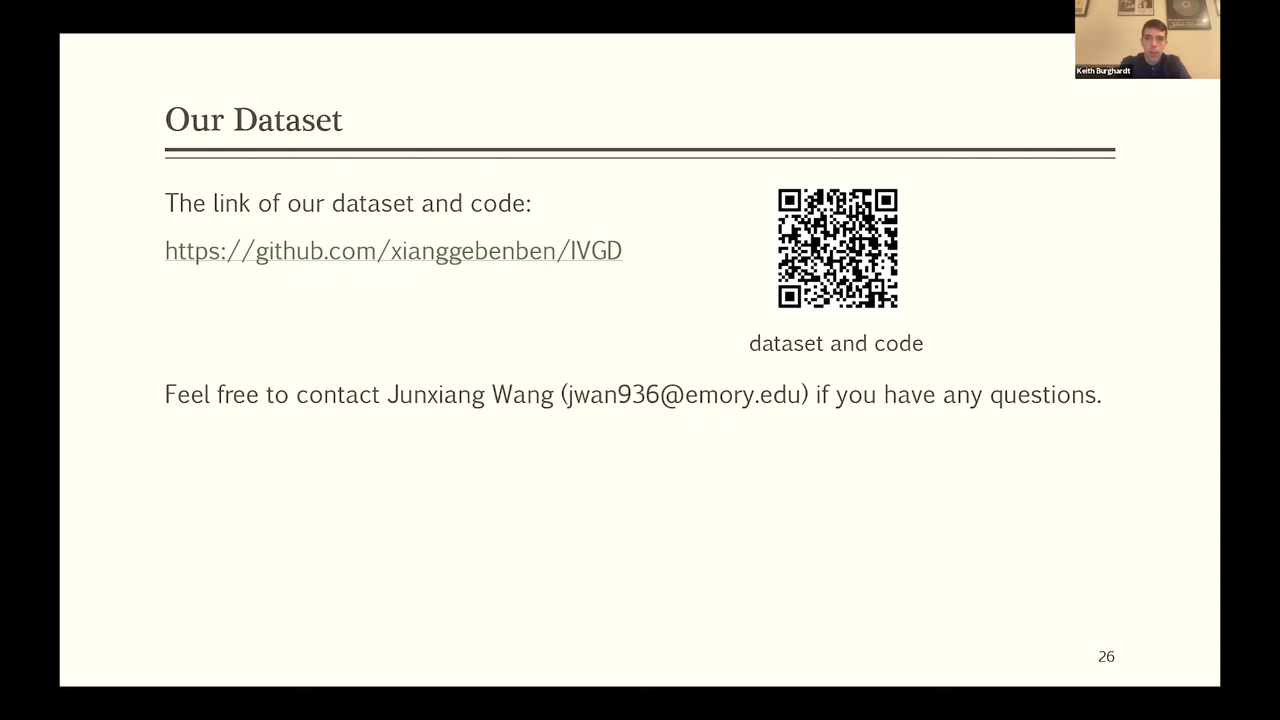 Keith Burghardt
Our Dataset
The link of our dataset and code:
https://github.com/xianggebenben/IVGD
dataset and code
Feel free to contact Junxiang Wang (jwan936@emory.edu) if you have any questions.
26